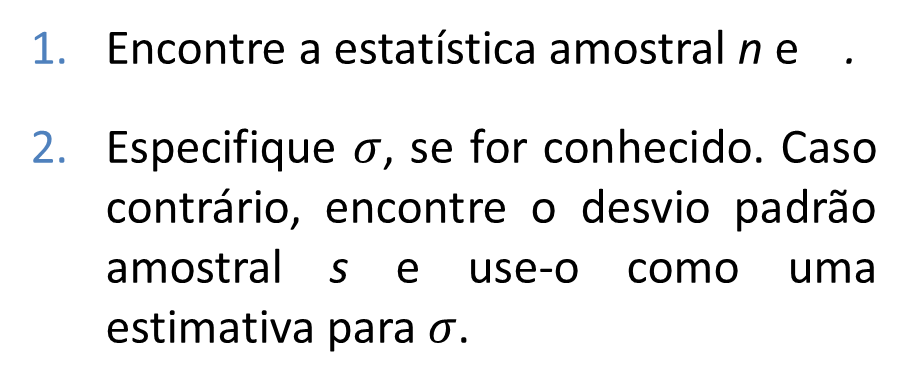 1. Encontre a estatística amostral n e .
2. Especifique σ, se for conhecido. Caso
contrário, encontre o desvio padrão
amostral s e use-o como uma
estimativa para σ.